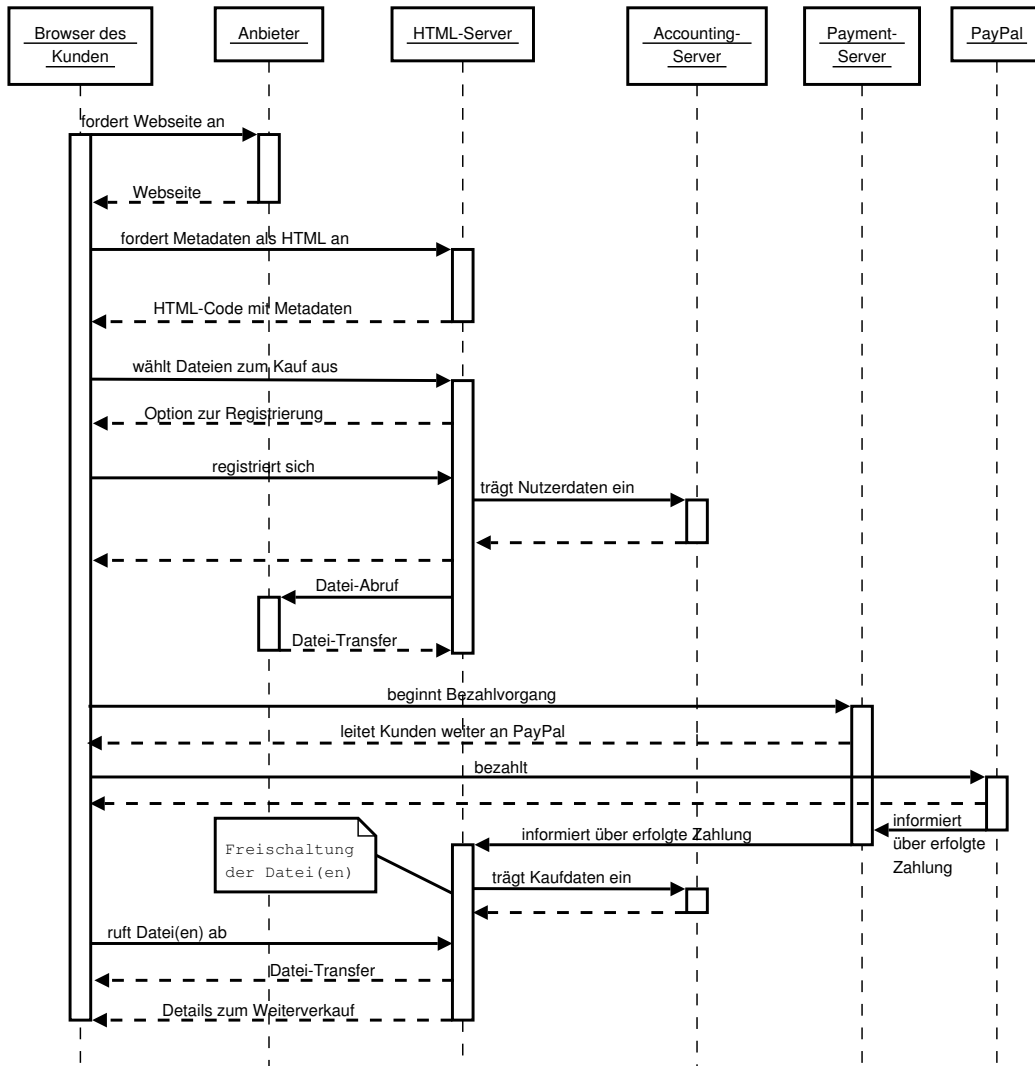 Browser des
Kunden
Anbieter
HTML-Server
Accounting-
Server
Payment-
Server
PayPal
fordert Webseite an
Webseite
fordert Metadaten als HTML an
HTML-Code mit Metadaten
wählt Dateien zum Kauf aus
Option zur Registrierung
registriert sich
trägt Nutzerdaten ein
Datei-Abruf
Datei-Transfer
beginnt Bezahlvorgang
leitet Kunden weiter an PayPal
bezahlt
informiert
über erfolgte
Zahlung
informiert über erfolgte Zahlung
Freischaltung
der Datei(en)
trägt Kaufdaten ein
ruft Datei(en) ab
Datei-Transfer
Details zum Weiterverkauf